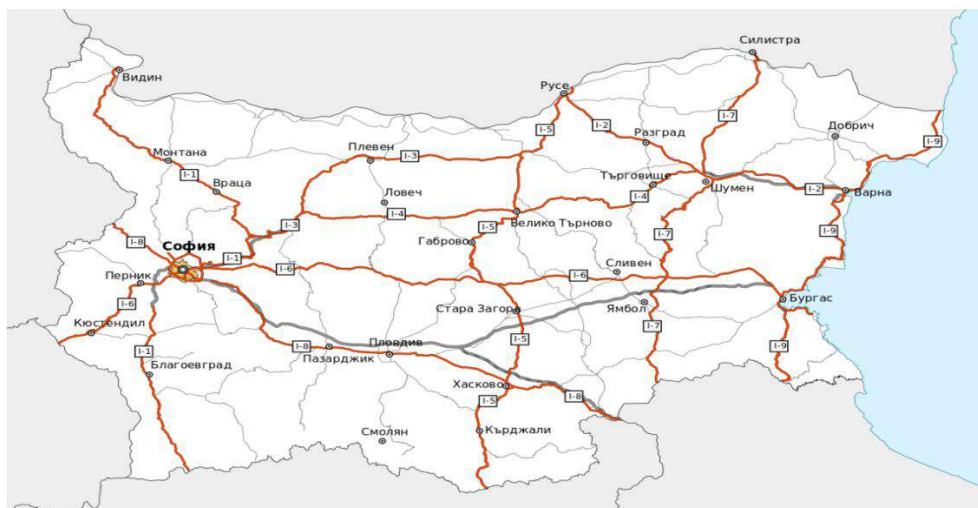 Силистра
Видин
Русе
I-7
I-5
I-2
Добрич
Разград
I-9
Плевен
I-3
Монтана
I-1
Враца
Търговище
Шумен
I-2
Варна
Ловеч
I-4
I-4
I-3
Велико Търново
I-5
I-7
I-9
I-8
София
Габрово
I-1
I-6
Сливен
I-6
Перник
I-6
Стара Загора
Ямбол
Бургас
Кюстендил
I-7
I-1
I-8
Пловдив
I-5
I-9
Пазарджик
Благоевград
Хасково
I-8
I-5
Кърджали
Смолян